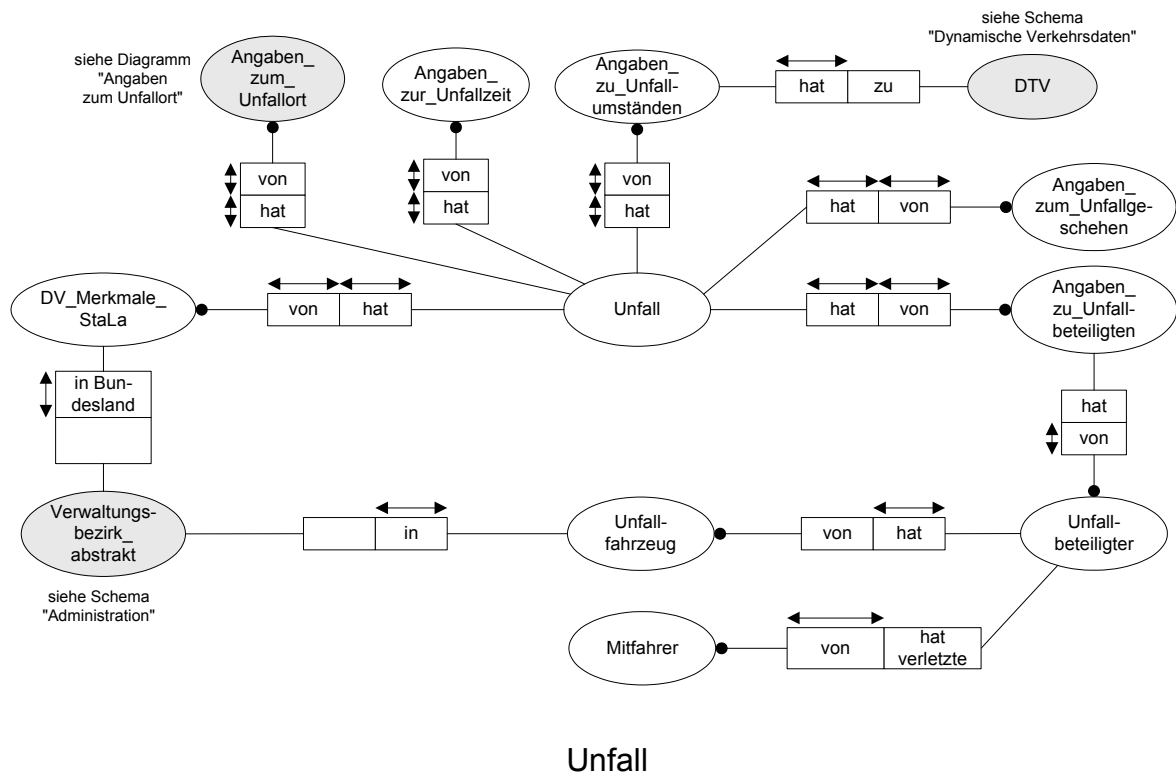 siehe Schema
"Dynamische Verkehrsdaten"
siehe Diagramm
"Angaben
zum Unfallort"
Angaben_
zum_
Unfallort
Angaben_
zur_Unfallzeit
Angaben_
zu_Unfall-
umständen
hat
zu
DTV
von
hat
von
hat
von
hat
hat
von
Angaben_
zum_Unfallge-
schehen
DV_Merkmale_
StaLa
von
hat
Unfall
hat
von
Angaben_
zu_Unfall-
beteiligten
in Bun-
desland
hat
von
Verwaltungs-
bezirk_
abstrakt
in
Unfall-
fahrzeug
von
hat
Unfall-
beteiligter
siehe Schema
"Administration"
Mitfahrer
von
hat
verletzte
Unfall